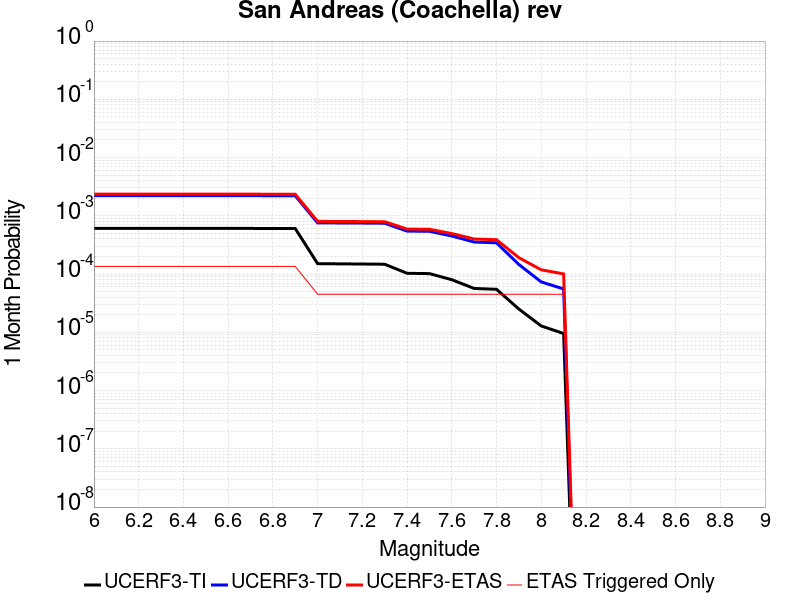 San Andreas (Coachella) rev
10^0
10^-1
10^-2
10^-3
10^-4
10^-5
10^-6
10^-7
10^-8
1 Month Probability
6 6.2 6.4 6.6 6.8 7 7.2 7.4 7.6 7.8 8 8.2 8.4 8.6 8.8 9
Magnitude
UCERF3-TI UCERF3-TD UCERF3-ETAS ETAS Triggered Only